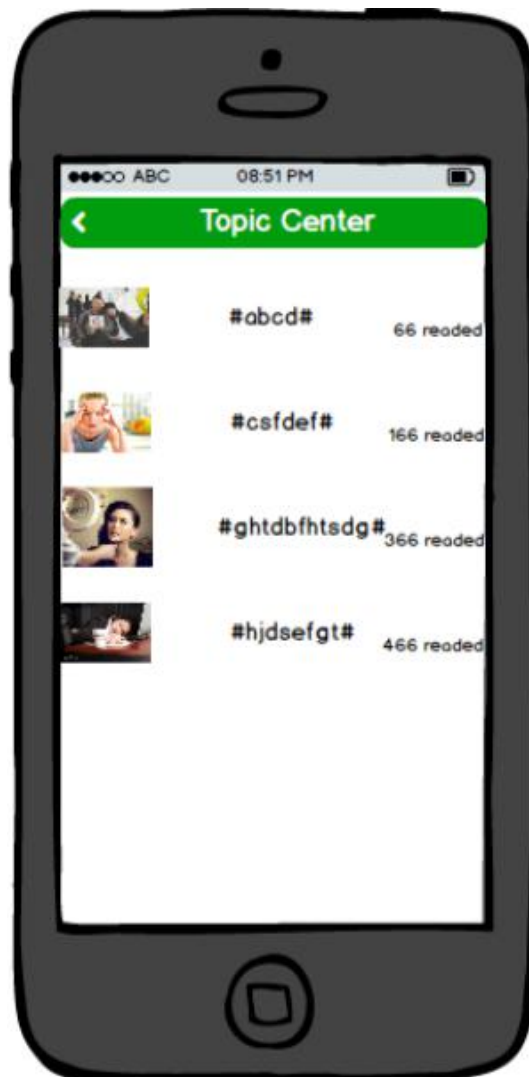 ABC 08:51 PM
Topic Center
#abcd# 66 readed
#csfdef# 166 readed
#ghtdbfhtsdg# 366 readed
#hjdsefgt# 466 readed